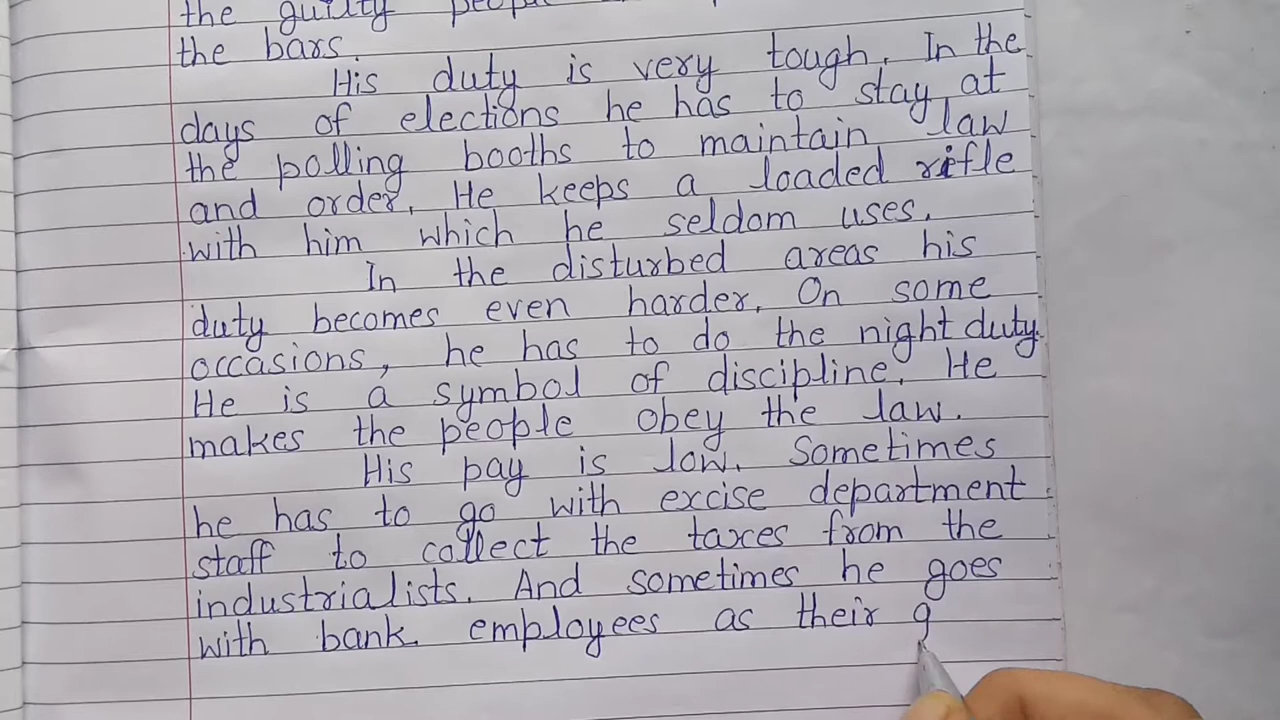 the guilty people
the bars.
His duty is very tough. In the
days of elections he has to stay at
the polling booths to maintain law
and order. He keeps a loaded rifle
with him which he seldom uses.
In the disturbed areas his
duty becomes even harder. On some
occasions, he has to do the night duty.
He is a symbol of discipline. He
makes the people obey the law.
His pay is low. Sometimes
he has to go with excise department
staff to collect the taxes from the
industrialists. And sometimes he goes
with bank employees as their g